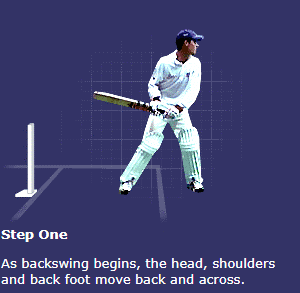 Step One
As backswing begins, the head, shoulders
and back foot move back and across.